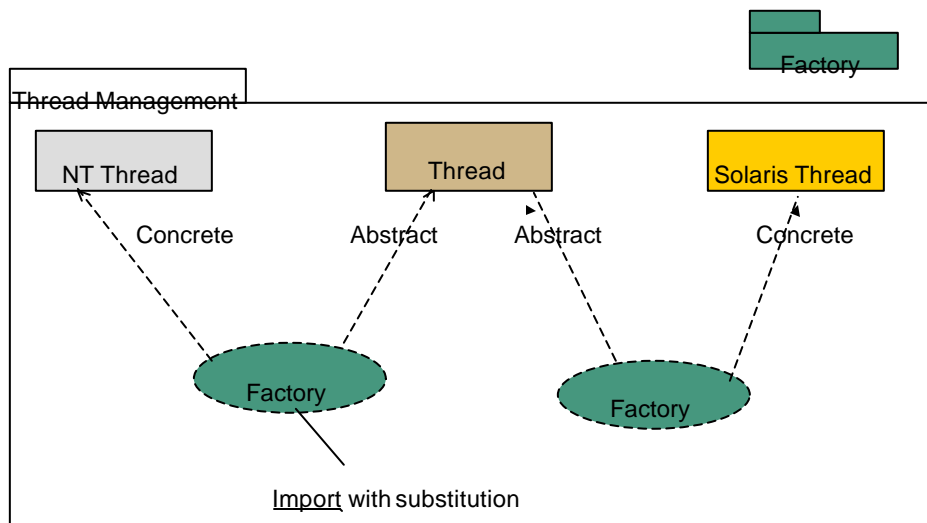 Factory
Thread Management
NT Thread
Thread
Solaris Thread
Concrete
Abstract
Abstract
Concrete
Factory
Factory
Import with substitution